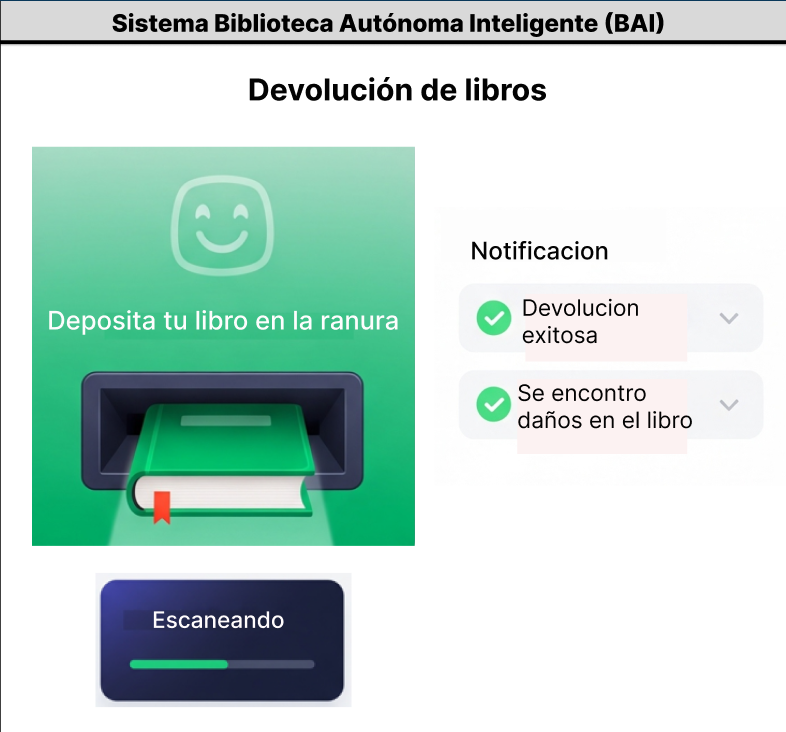 Sistema Biblioteca Autónoma Inteligente (BAI)
Devolución de libros
Deposita tu libro en la ranura
Notificacion
Devolucion
exitosa
Se encontro
daños en el libro
Escaneando